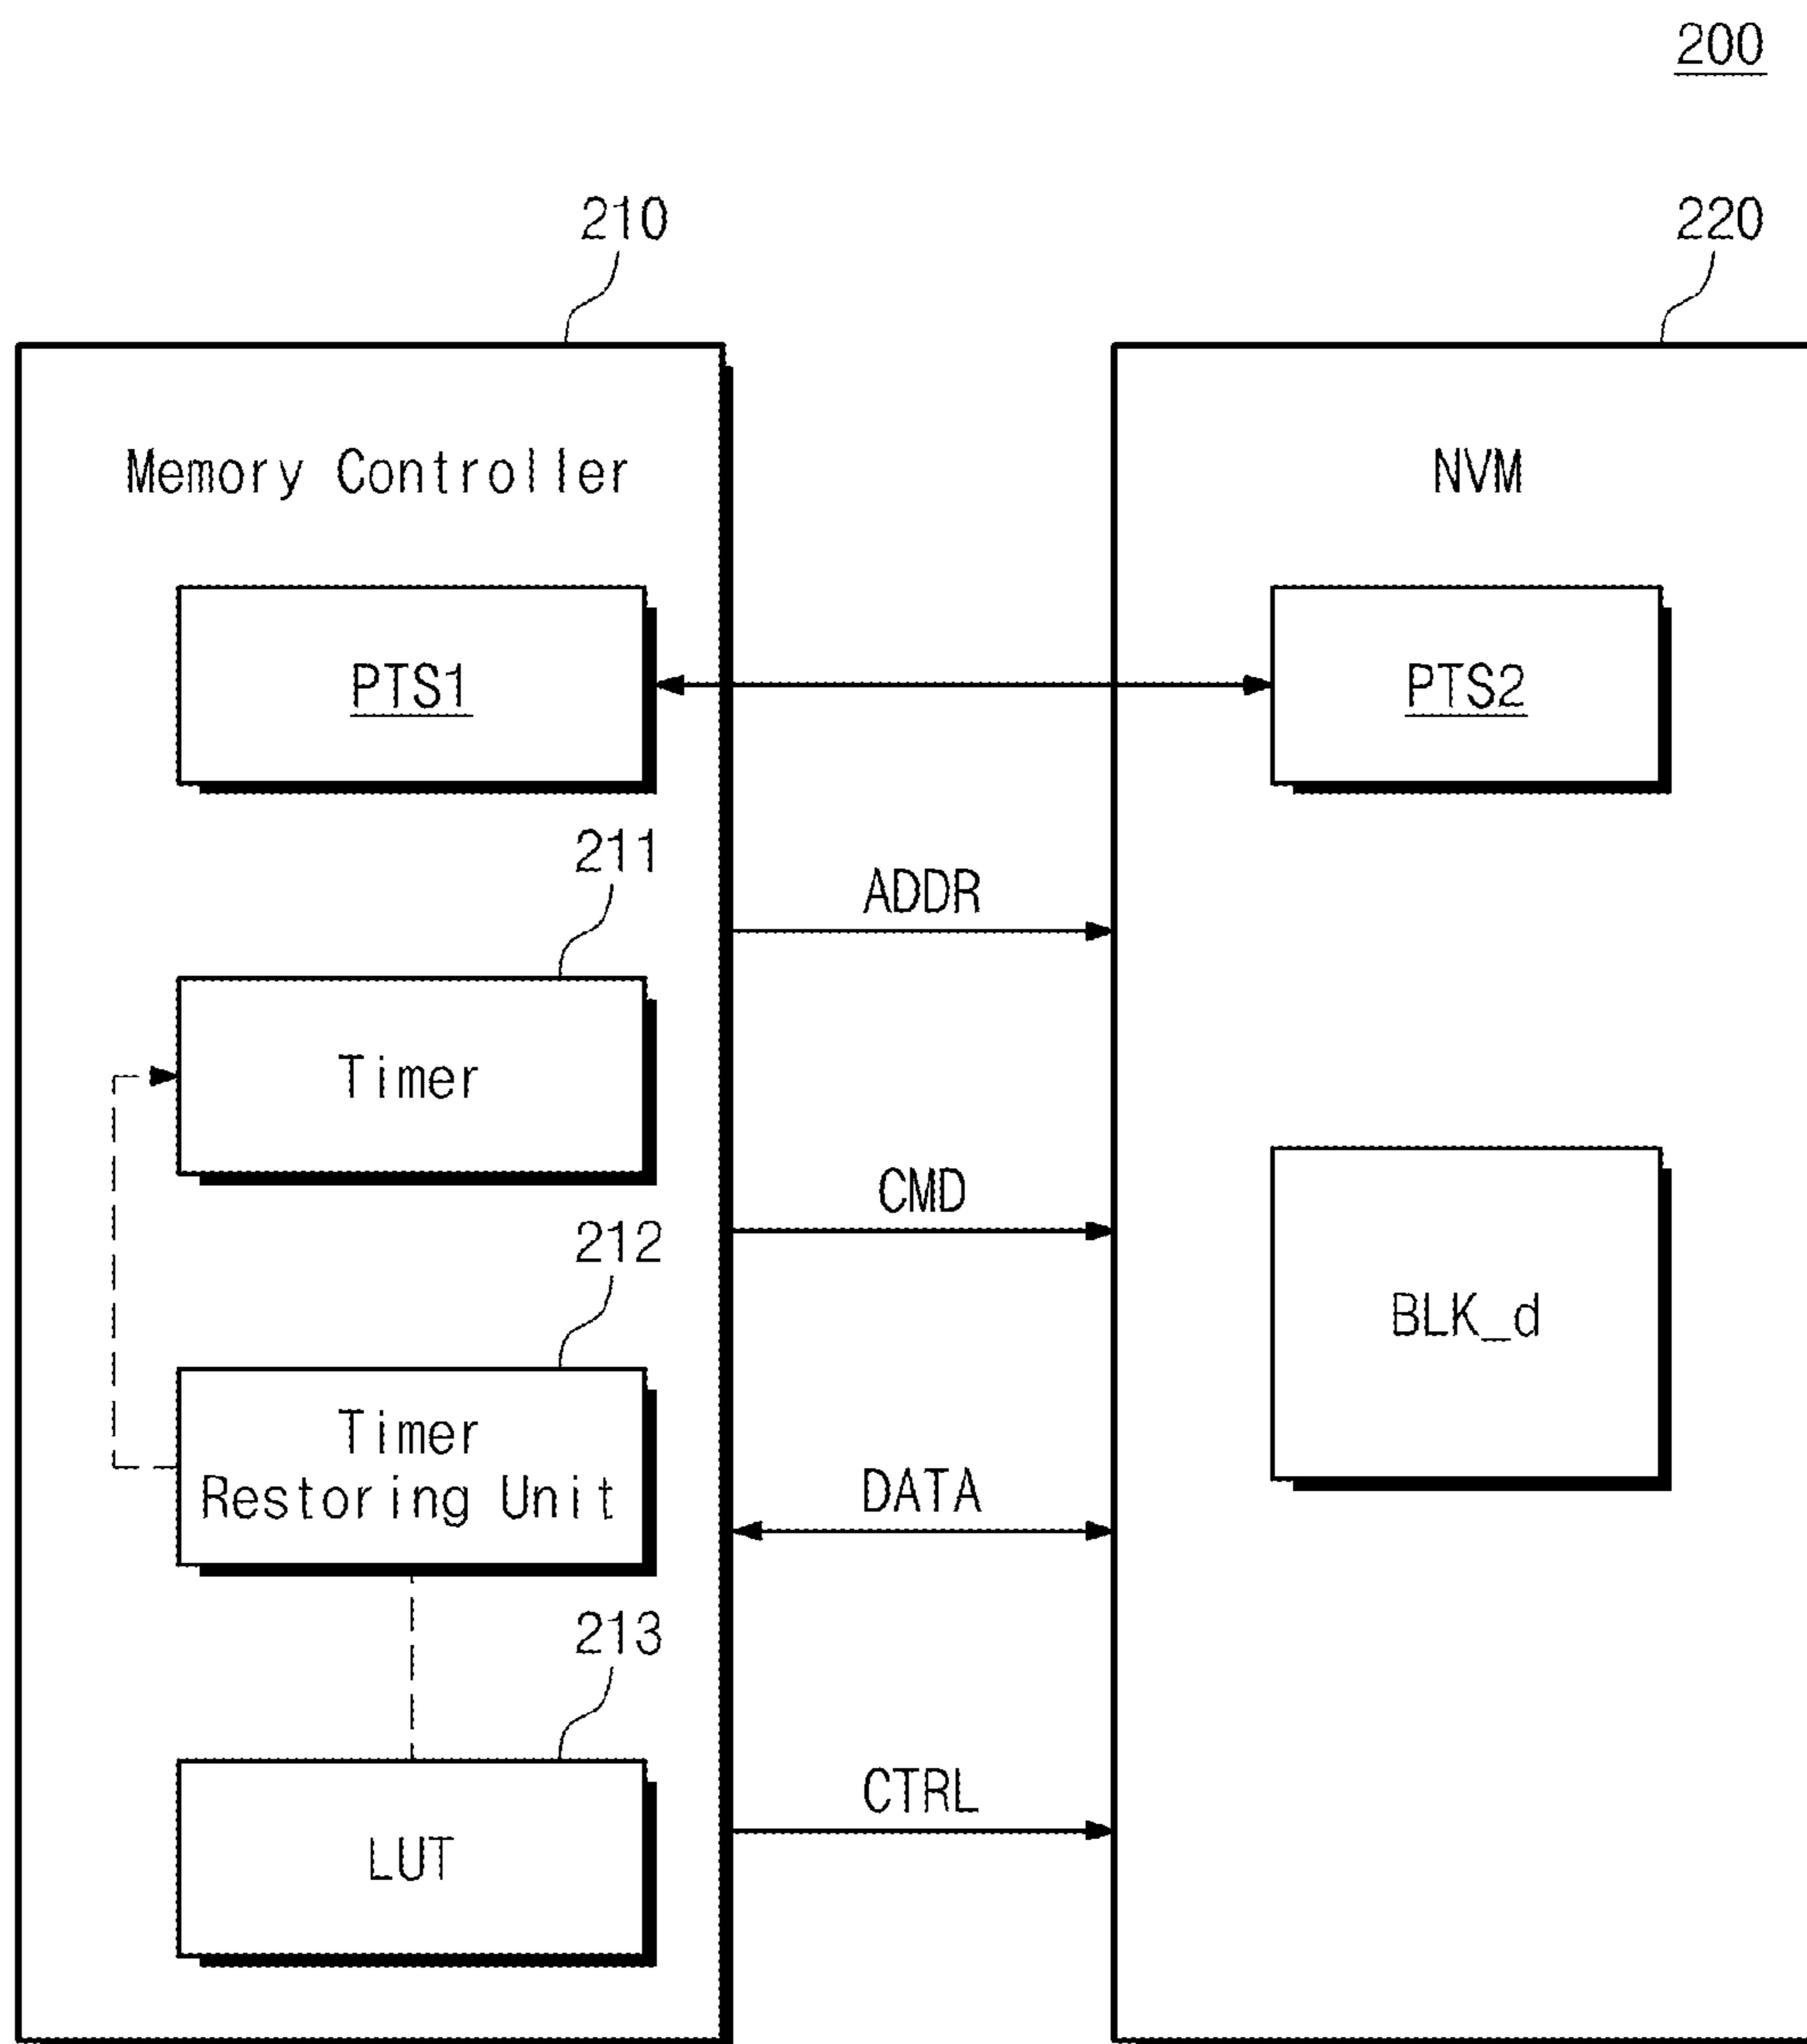 200
210
220
Memory Controller
NVM
PTS1
PTS2
211
ADDR
Timer
CMD
212
BLK_d
Timer
Restoring Unit
DATA
213
CTRL
LUT